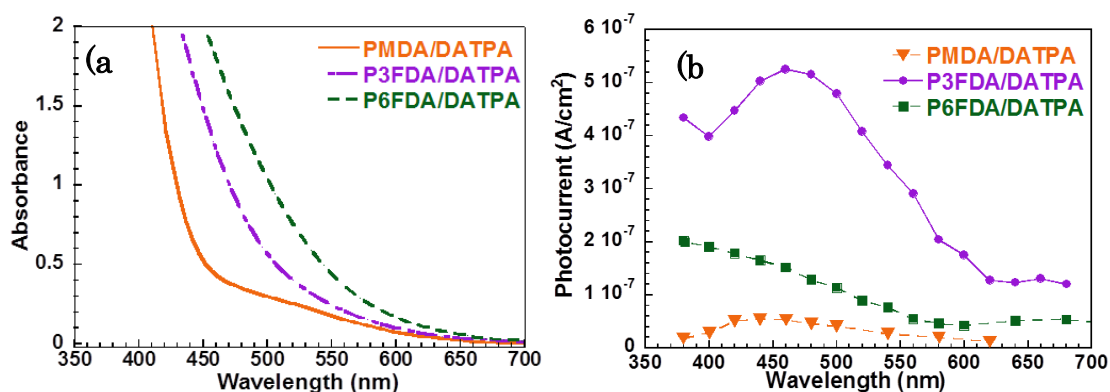 (a
PMDA/DATPA
P3FDA/DATPA
P6FDA/DATPA
2
1.5
1
0.5
0
350 400 450 500 550 600 650 700
Absorbance
Wavelength (nm)
(b
PMDA/DATPA
P3FDA/DATPA
P6FDA/DATPA
6 10⁻⁷
5 10⁻⁷
4 10⁻⁷
3 10⁻⁷
2 10⁻⁷
1 10⁻⁷
0
350 400 450 500 550 600 650 700
Photocurrent (A/cm²)
Wavelength (nm)